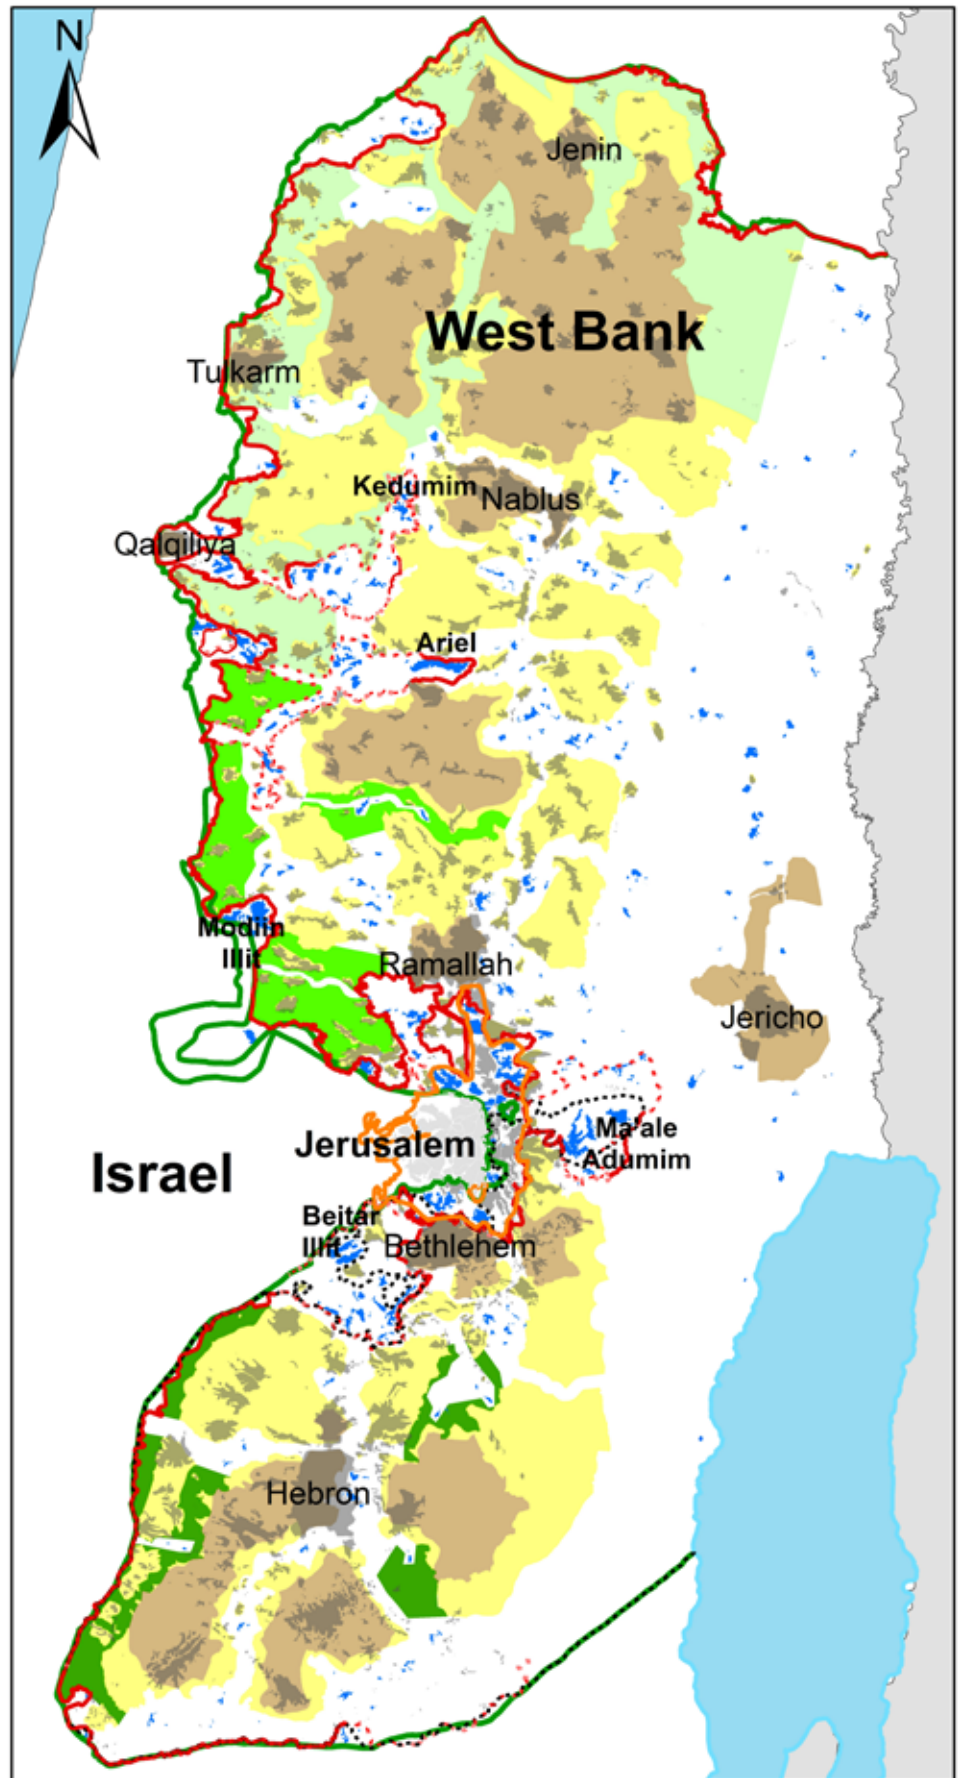 N
Jenin
West Bank
Tulkarm
Kedumim
Nablus
Qalqiliya
Ariel
Modiin
Illit
Ramallah
Jericho
Ma'ale
Adumim
Jerusalem
Israel
Beitar
Illit
Bethlehem
Hebron